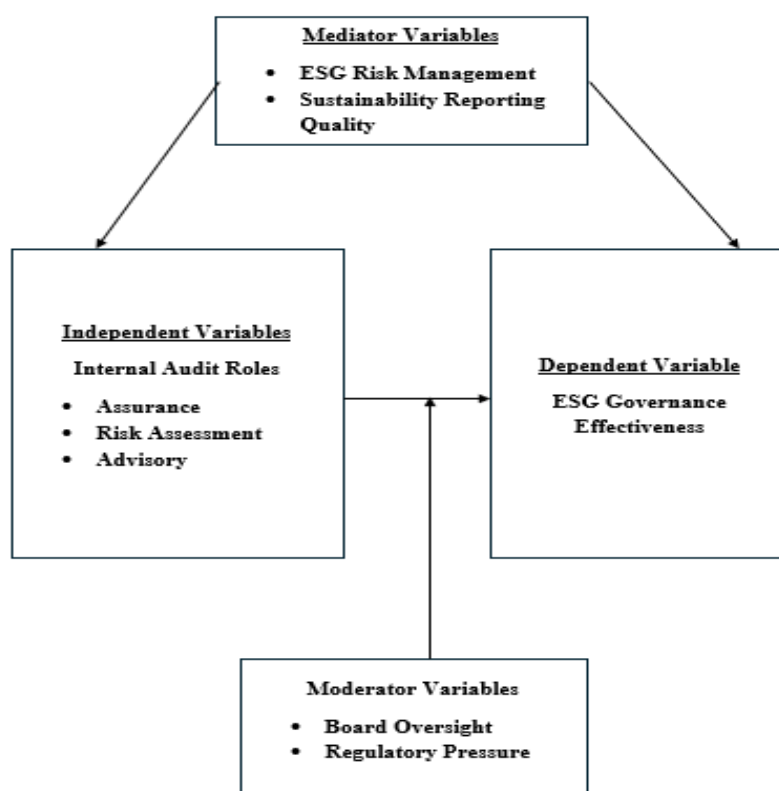 Mediator Variables
• ESG Risk Management
• Sustainability Reporting
Quality
Independent Variables
Internal Audit Roles
• Assurance
• Risk Assessment
• Advisory
Dependent Variable
ESG Governance
Effectiveness
Moderator Variables
• Board Oversight
• Regulatory Pressure